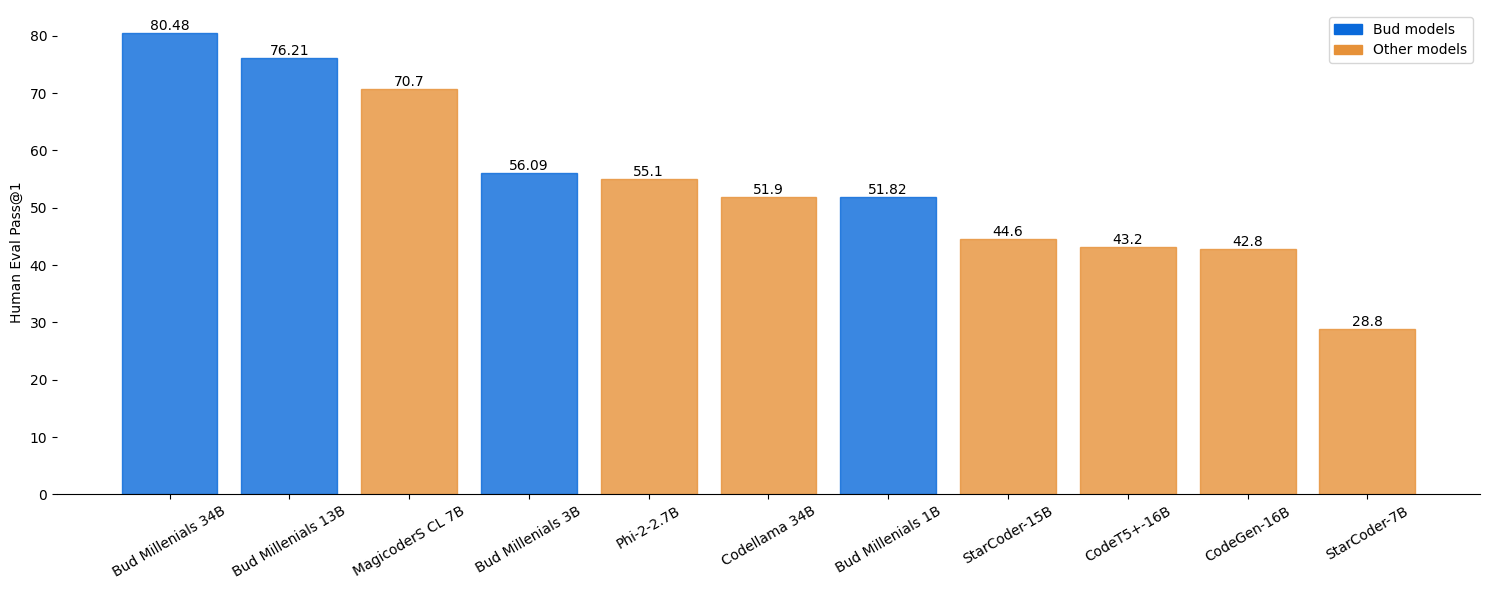 80.48
76.21
70.7
56.09
55.1
51.9
51.82
44.6
43.2
42.8
28.8
Bud models
Other models
Human Eval Pass@1
80
70
60
50
40
30
20
10
0
Bud Millenials 34B
Bud Millenials 13B
MagicoderS CL 7B
Bud Millenials 3B
Phi-2-2.7B
Codellama 34B
Bud Millenials 1B
StarCoder-15B
CodeT5+-16B
CodeGen-16B
StarCoder-7B